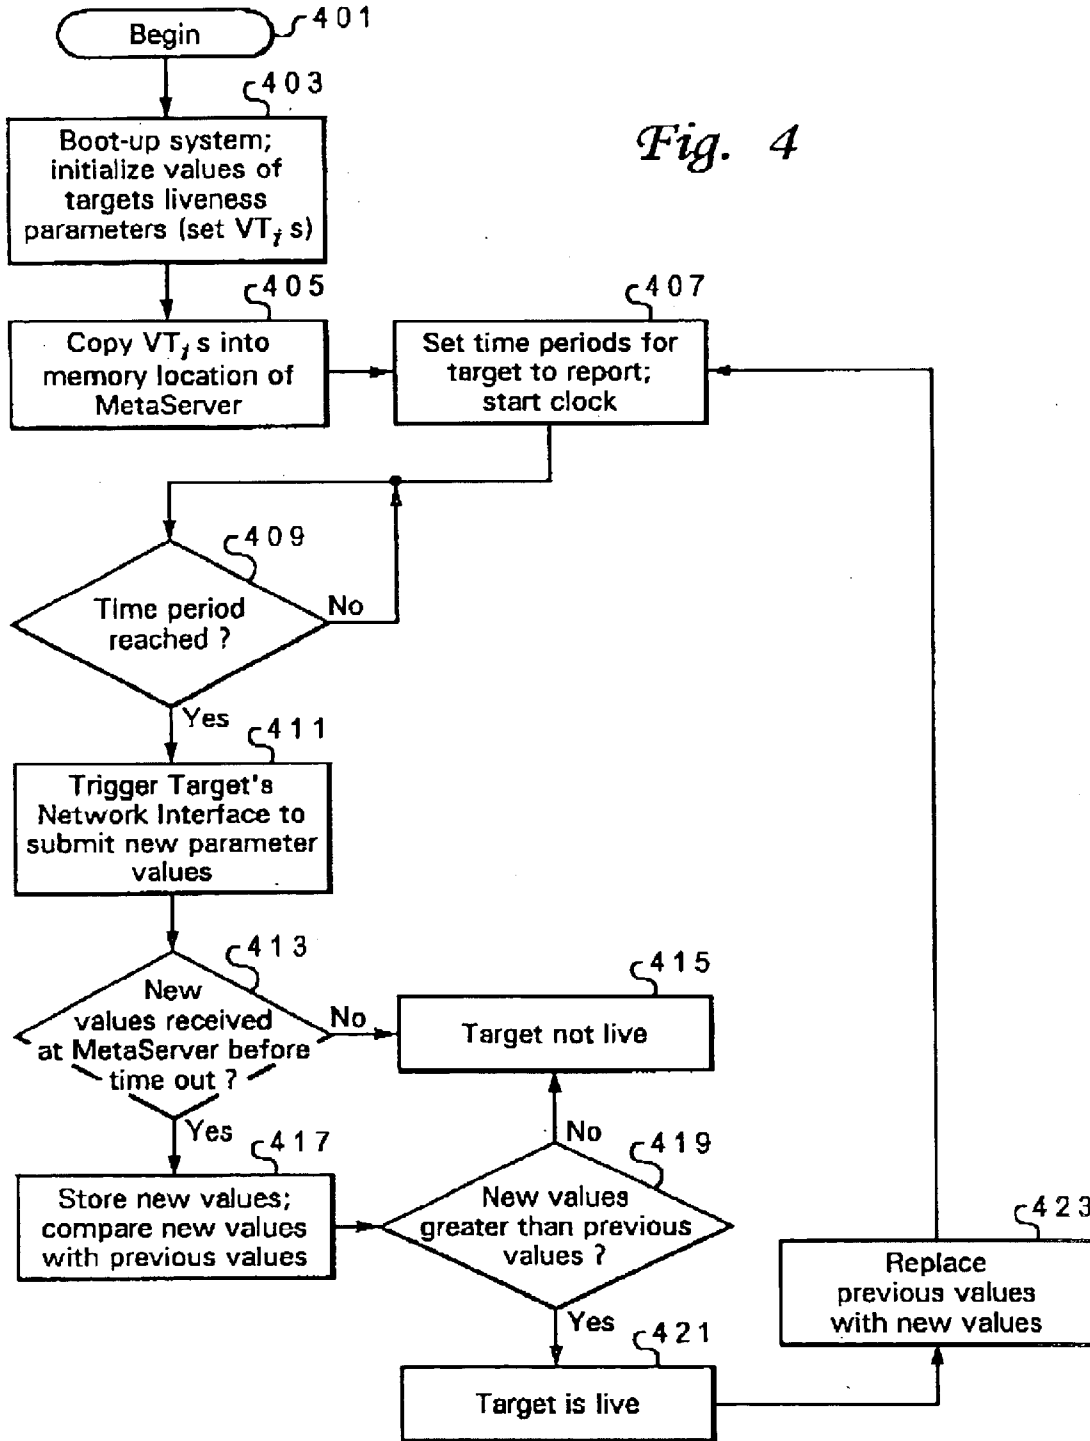 Begin
401
403
Fig. 4
Boot-up system;
initialize values of
targets liveness
parameters (set VTi s)
405
407
Copy VTi s into
memory location of
MetaServer
Set time periods for
target to report;
start clock
409
Time period
reached ?
No
Yes
411
Trigger Target's
Network Interface to
submit new parameter
values
413
New
values received
at MetaServer before
time out ?
No
415
Target not live
Yes
417
Store new values;
compare new values
with previous values
No
419
New values
greater than previous
values ?
423
Replace
previous values
with new values
Yes
421
Target is live